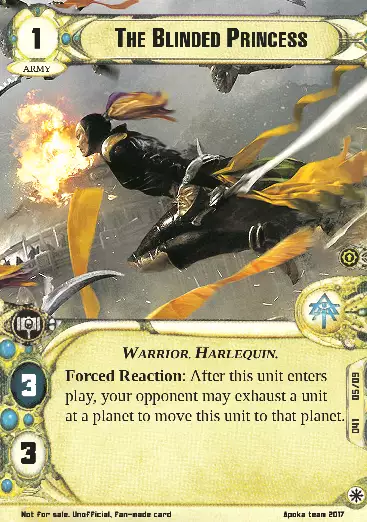 1
THE BLINDED PRINCESS
ARMY
WARRIOR. HARLEQUIN.
3
Forced Reaction: After this unit enters
play, your opponent may exhaust a unit
at a planet to move this unit to that planet.
3
041 05/09
Not for sale. Unofficial, Fan-made card
Apoka team 2017